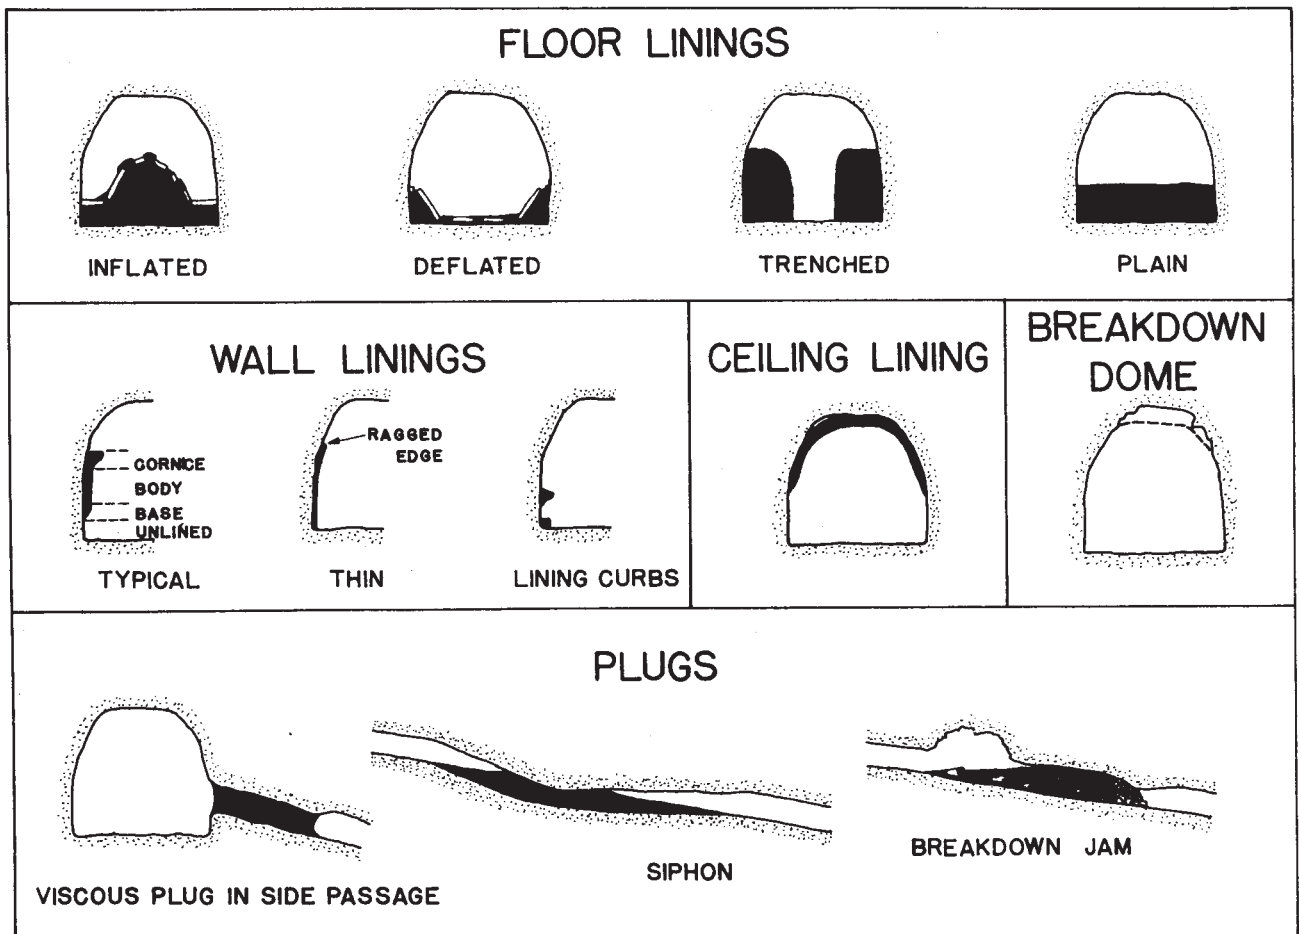 FLOOR LININGS
INFLATED
DEFLATED
TRENCHED
PLAIN
WALL LININGS
CORNICE
BODY
BASE
UNLINED
TYPICAL
RAGGED
EDGE
THIN
LINING CURBS
CEILING LINING
BREAKDOWN
DOME
PLUGS
VISCOUS PLUG IN SIDE PASSAGE
SIPHON
BREAKDOWN JAM